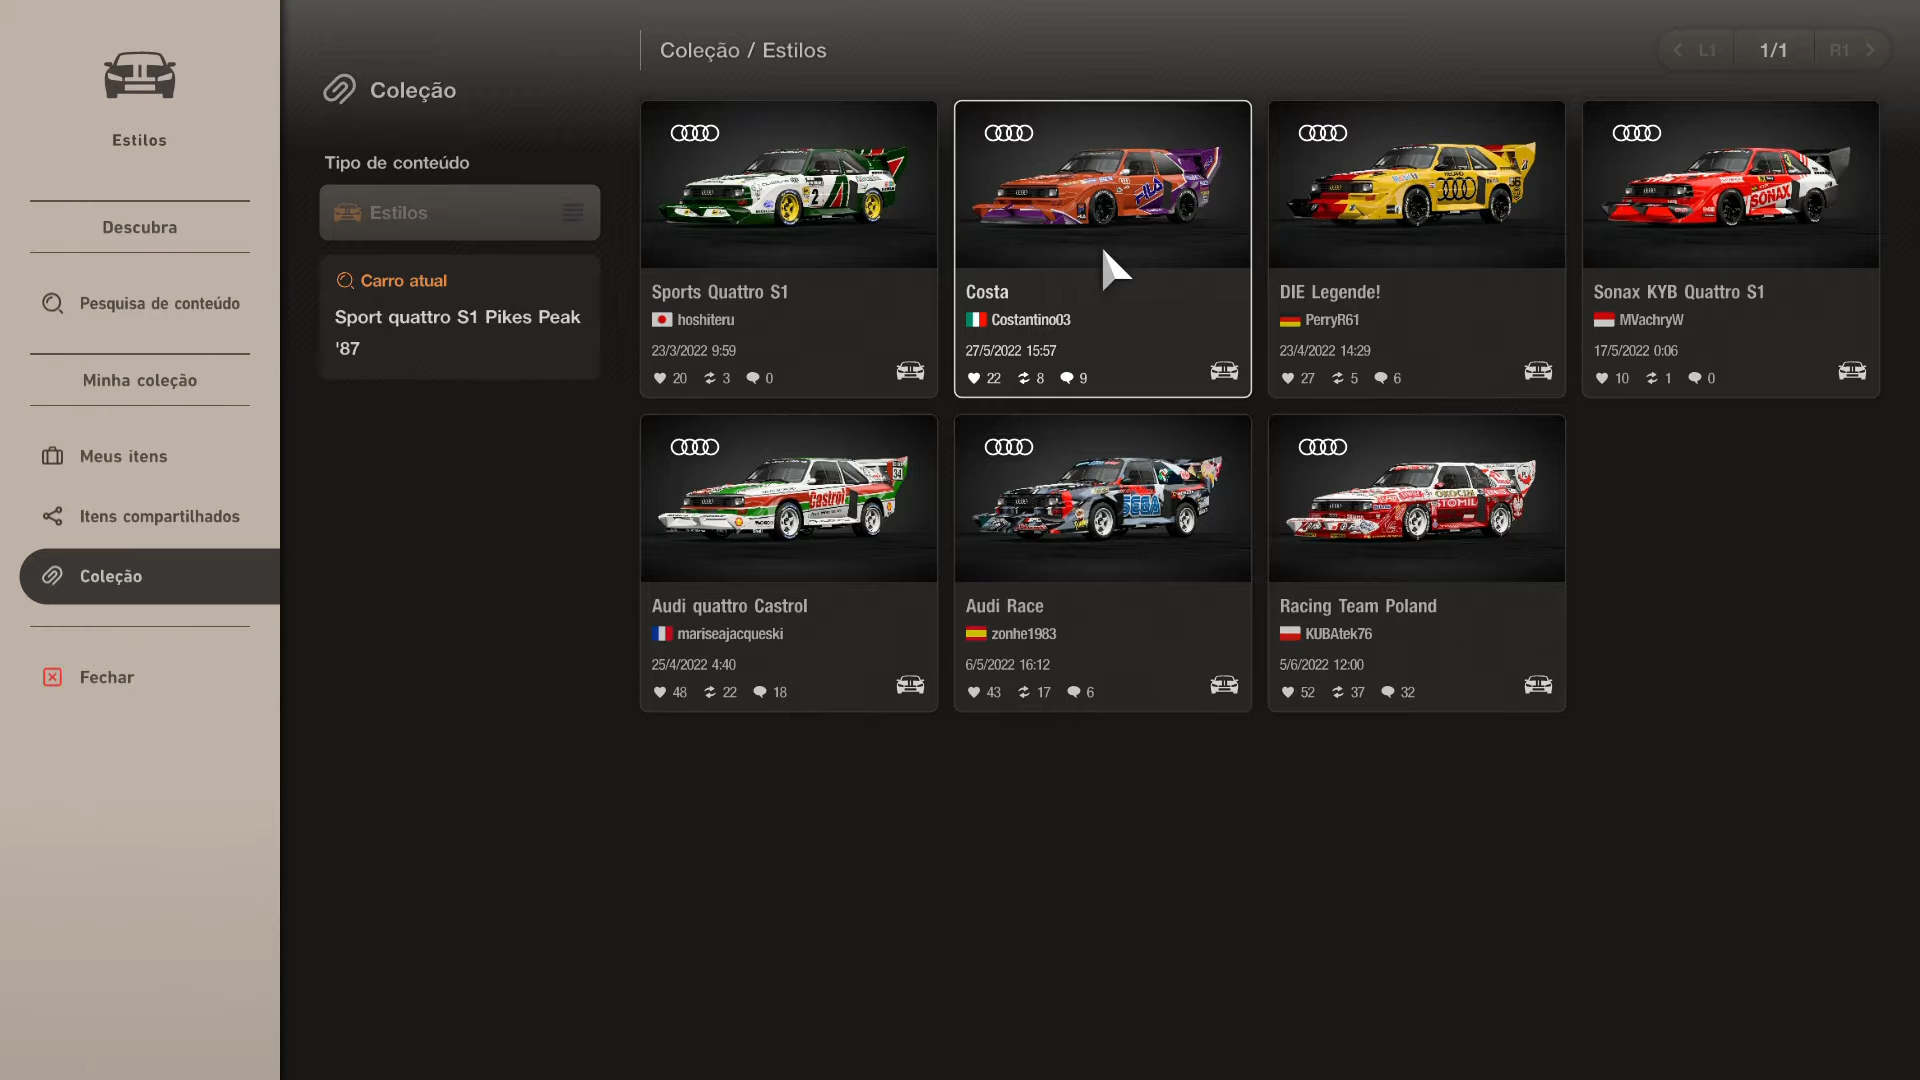 Estilos
Descubra
Pesquisa de conteúdo
Minha coleção
Meus itens
Itens compartilhados
Coleção
Fechar
Coleção
Tipo de conteúdo
Estilos
Carro atual
Sport quattro S1 Pikes Peak
'87
Coleção / Estilos
L1 1/1 R1
Sports Quattro S1
hoshiteru
23/3/2022 9:59
20 3 0
Costa
Costantino03
27/5/2022 15:57
22 8 9
FILA
DIE Legende!
PerryR61
23/4/2022 14:29
27 5 6
Sonax KYB Quattro S1
MVachryW
17/5/2022 0:06
10 1 0
SONAX
Audi quattro Castrol
mariseajacqueski
25/4/2022 4:40
48 22 18
Castrol
Audi Race
zonhe1983
6/5/2022 16:12
43 17 6
SEGA
Racing Team Poland
KUBAtek76
5/6/2022 12:00
52 37 32